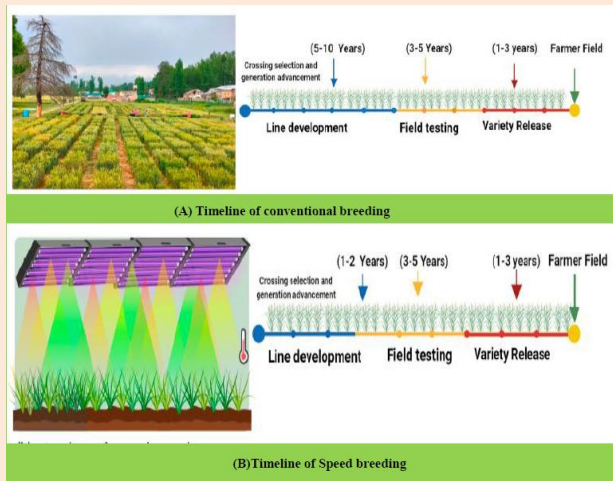 (5-10 Years) (3-5 Years) (1-3 years) Farmer Field
Crossing selection and
generation advancement
Line development Field testing Variety Release
(A) Timeline of conventional breeding
(1-2 Years) (3-5 Years) (1-3 years) Farmer Field
Crossing selection and
generation advancement
Line development Field testing Variety Release
(B)Timeline of Speed breeding